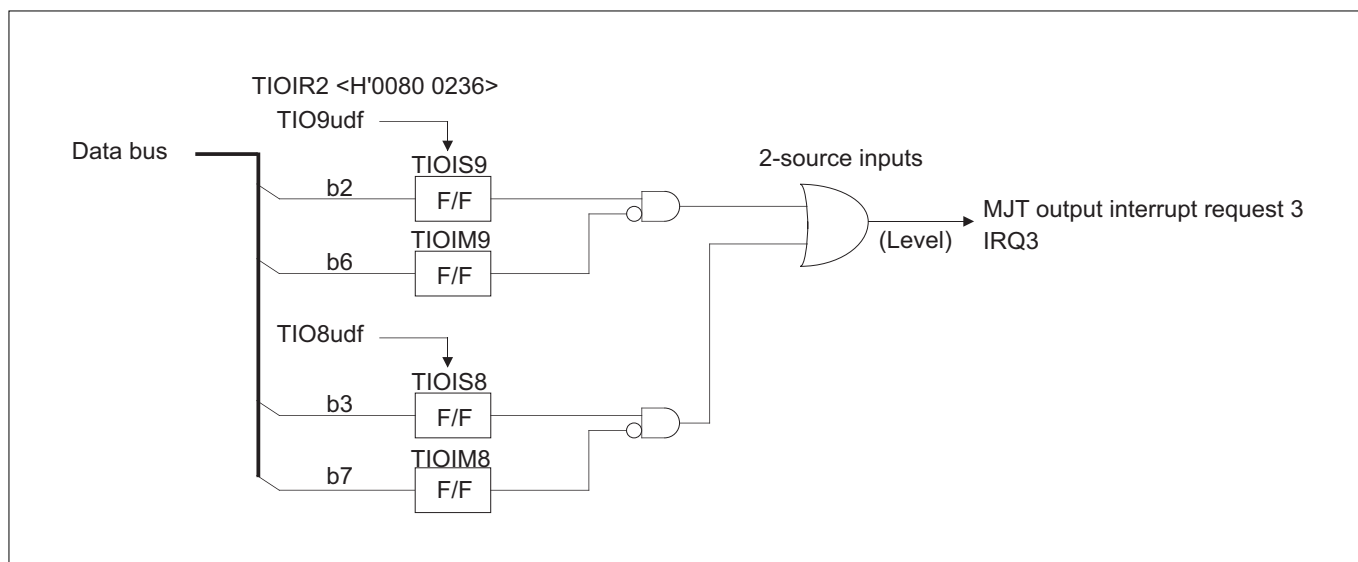 TIOIR2 <H'0080 0236>
TIO9udf
Data bus
TIOIS9
2-source inputs
b2
F/F
MJT output interrupt request 3
(Level)
IRQ3
TIOIM9
b6
F/F
TIO8udf
TIOIS8
b3
F/F
TIOIM8
b7
F/F